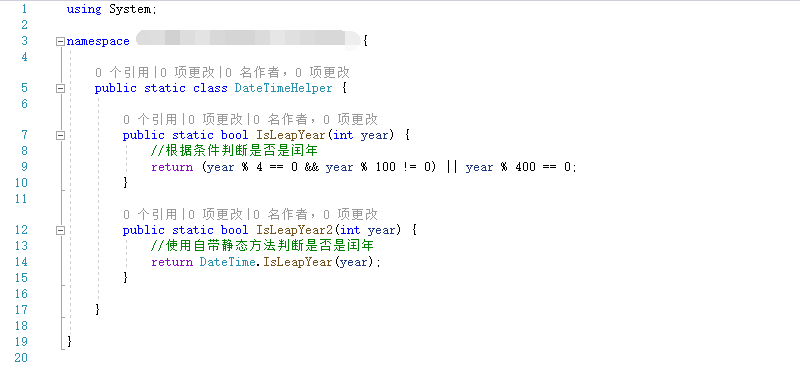 1 using System;
2
3 namespace {
4
0 个引用|0 项更改|0 名作者，0 项更改
5 public static class DateTimeHelper {
6
0 个引用|0 项更改|0 名作者，0 项更改
7 public static bool IsLeapYear(int year) {
8 //根据条件判断是否是闰年
9 return (year % 4 == 0 && year % 100 != 0) || year % 400 == 0;
10 }
11
0 个引用|0 项更改|0 名作者，0 项更改
12 public static bool IsLeapYear2(int year) {
13 //使用自带静态方法判断是否是闰年
14 return DateTime.IsLeapYear(year);
15 }
16
17 }
18
19 }
20